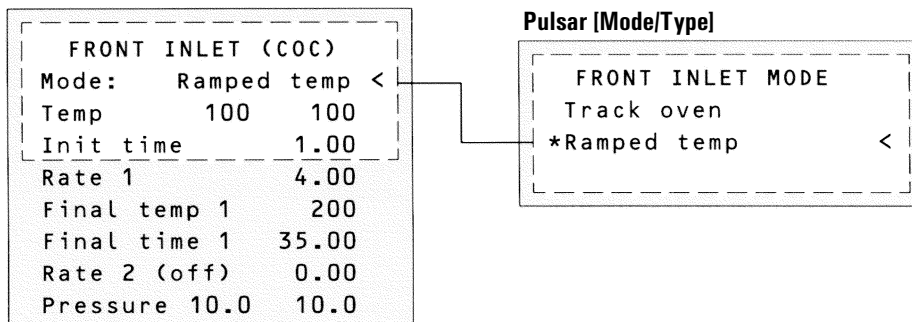 FRONT INLET (COC)
Mode: Ramped temp <
Temp 100 100
Init time 1.00
Rate 1 4.00
Final temp 1 200
Final time 1 35.00
Rate 2 (off) 0.00
Pressure 10.0 10.0
Pulsar [Mode/Type]
FRONT INLET MODE
Track oven
*Ramped temp <